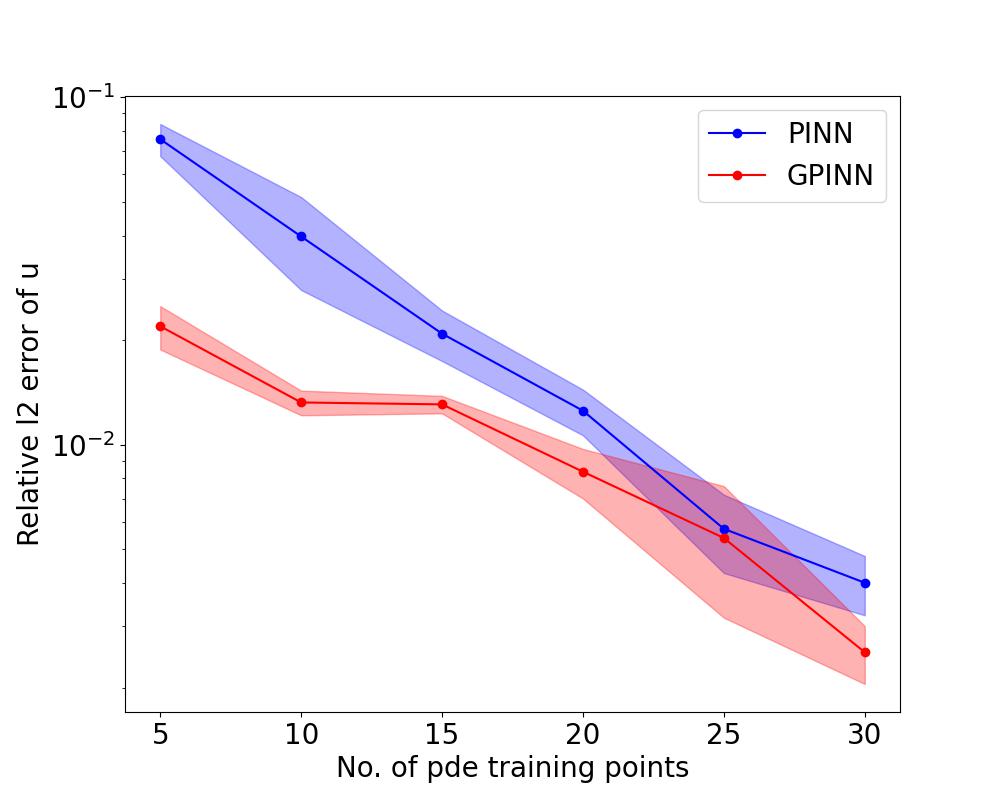 10⁻¹
10⁻²
Relative l2 error of u
PINN
GPINN
5 10 15 20 25 30
No. of pde training points